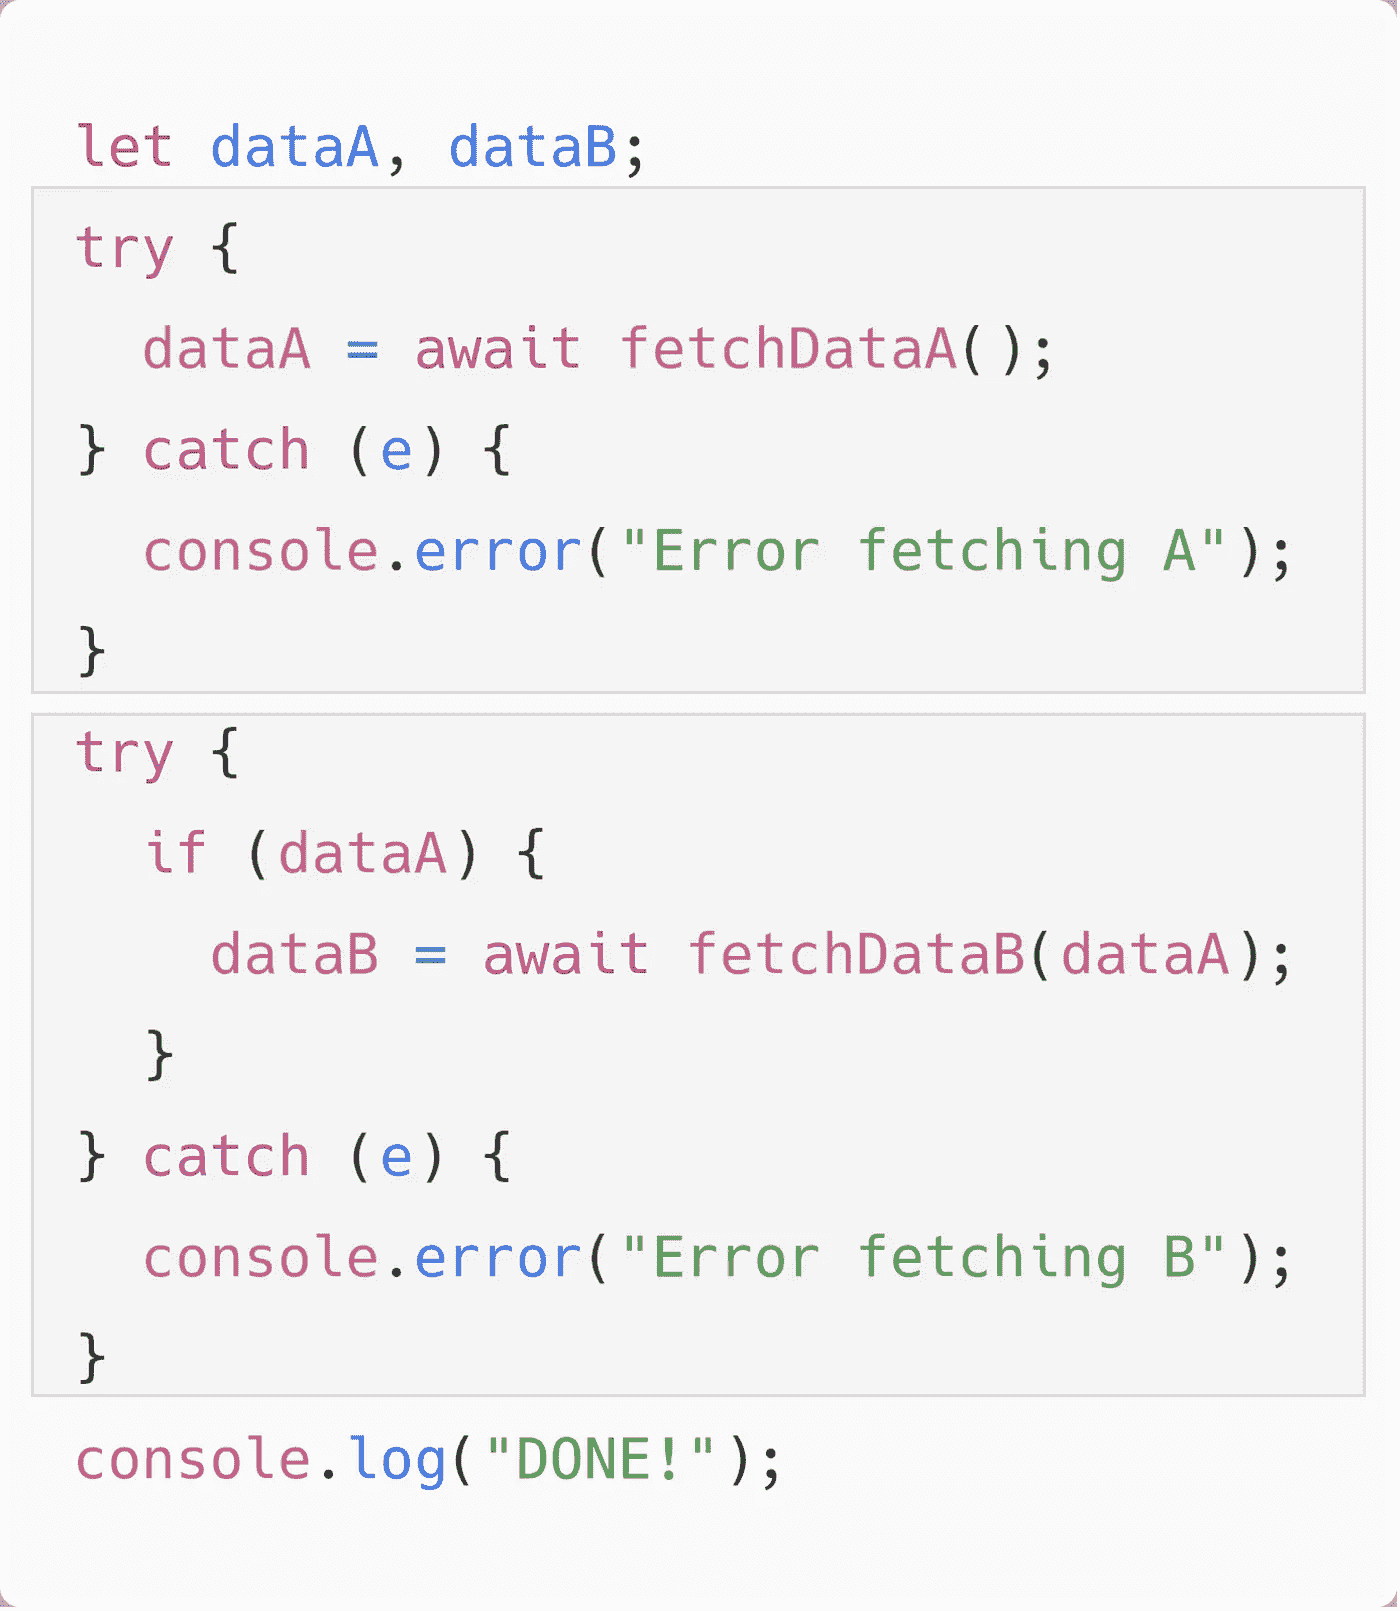 let dataA, dataB;
try {
  dataA = await fetchDataA();
} catch (e) {
  console.error("Error fetching A");
}
try {
  if (dataA) {
    dataB = await fetchDataB(dataA);
  }
} catch (e) {
  console.error("Error fetching B");
}
console.log("DONE!");